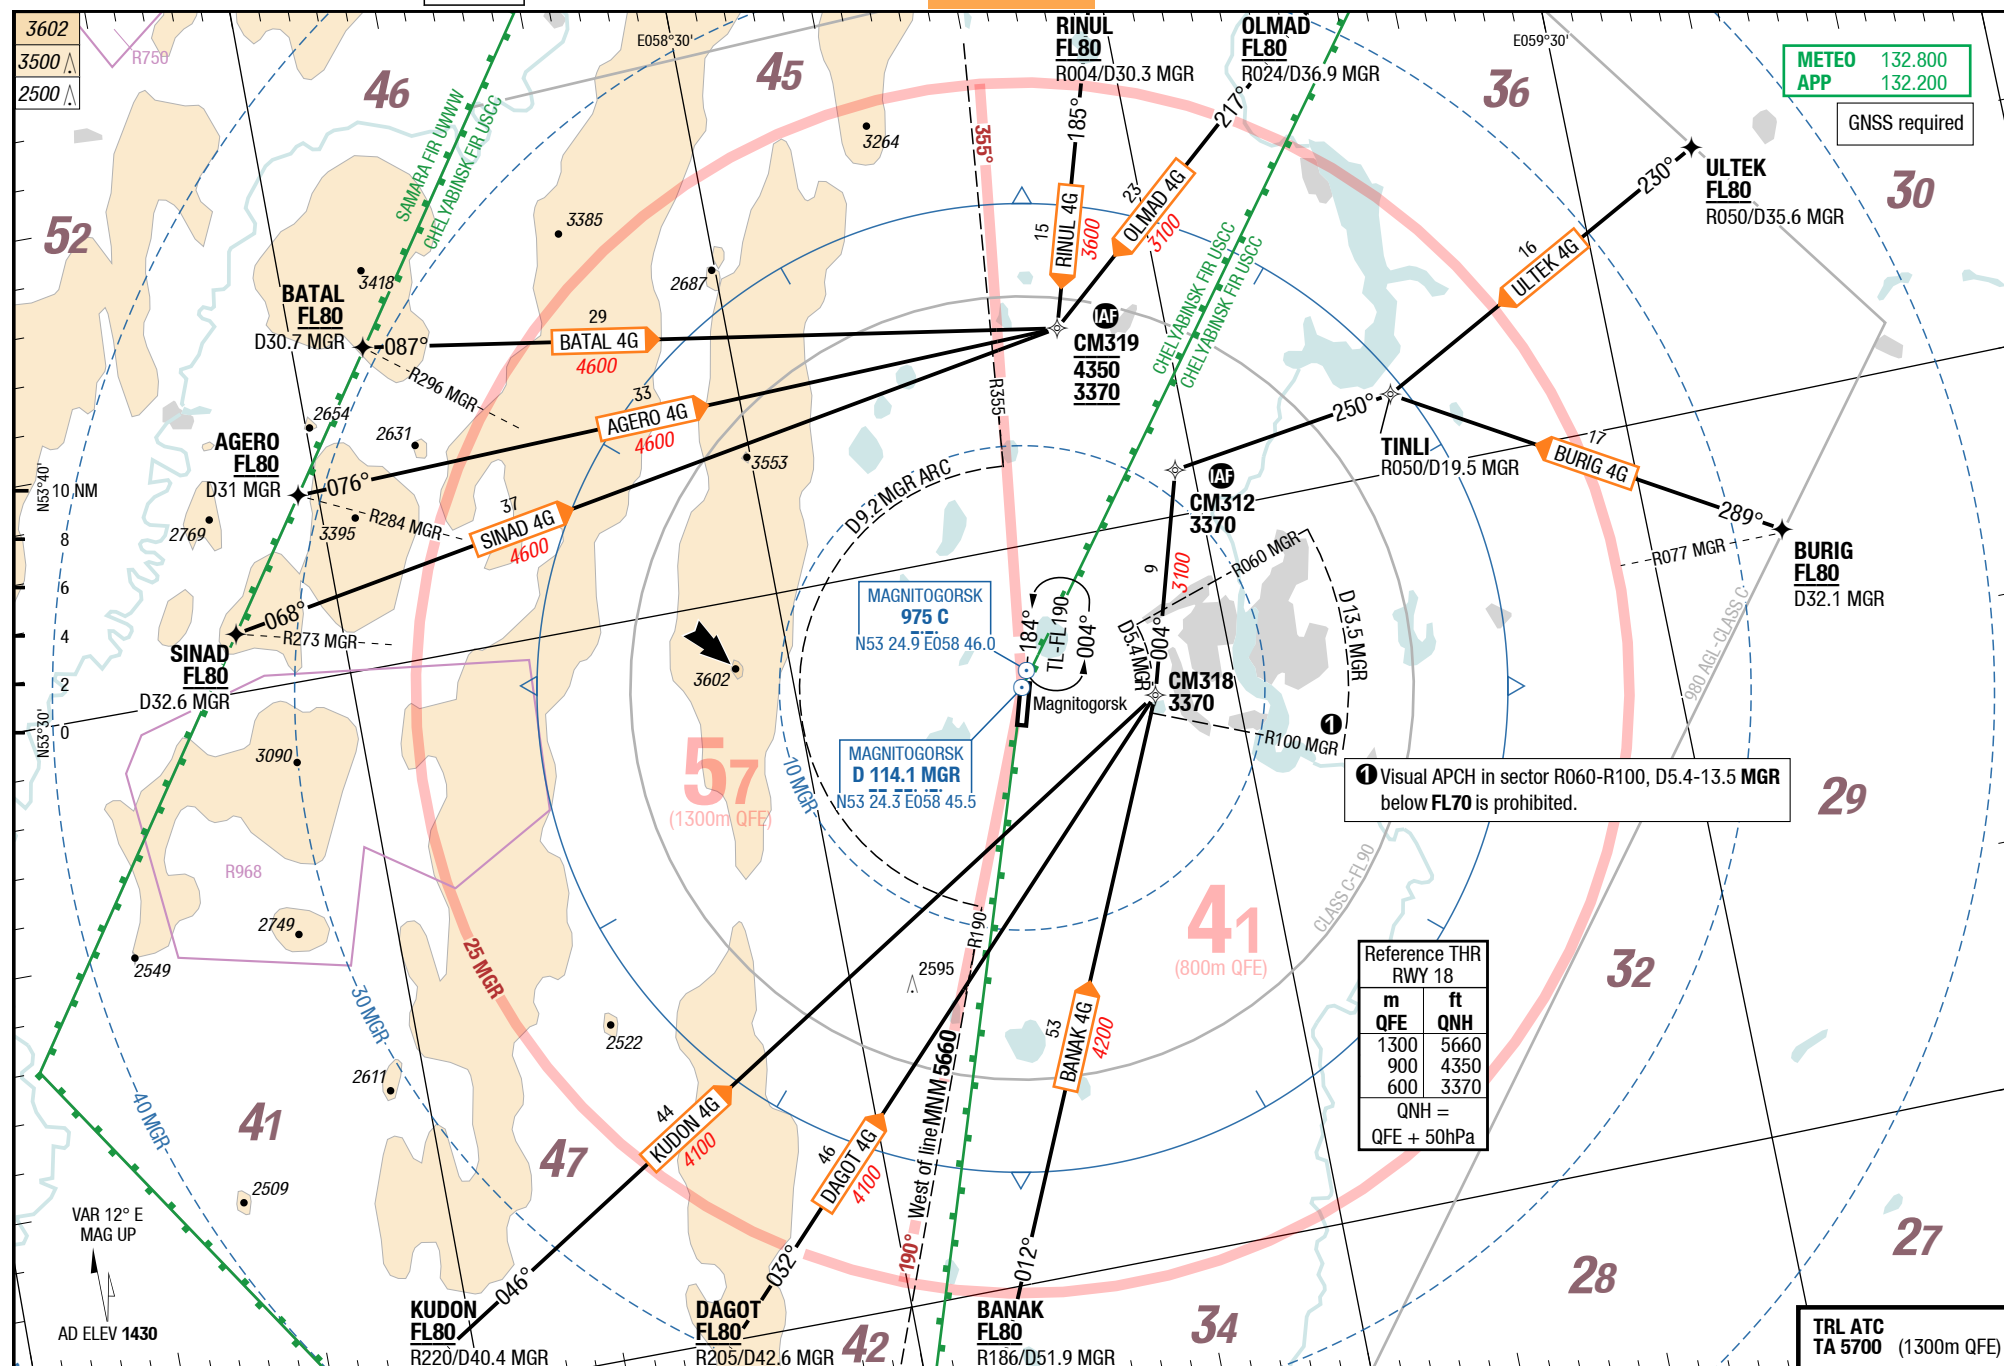 3602
3500
2500
R750
46
45
E058°30'
RINUL
FL80
R004/D30.3 MGR
OLMAD
FL80
R024/D36.9 MGR
36
E059°30'
METEO 132.800
APP 132.200
GNSS required
SAMARA FIR UWWW
CHELYABINSK FIR USCC
3264
355°
185°
217°
230°
ULTEK
FL80
R050/D35.6 MGR
30
52
3385
3418
2687
15
RINUL 4G
3600
23
OLMAD 4G
3100
CHELYABINSK FIR USCC
CHELYABINSK FIR USCC
16
ULTEK 4G
BATAL
FL80
D30.7 MGR
087°
R296 MGR
29
BATAL 4G
4600
IAF
CM319
4350
3370
R355
33
AGERO 4G
4600
2654
2631
3553
250°
TINLI
R050/D19.5 MGR
17
BURIG 4G
289°
AGERO
FL80
D31 MGR
076°
R284 MGR
3395
2769
37
SINAD 4G
4600
D9.2 MGR ARC
IAF
CM312
3370
R077 MGR
BURIG
FL80
D32.1 MGR
N53°40'
10 NM
8
6
4
2
0
N53°30'
068°
R273 MGR
SINAD
FL80
D32.6 MGR
MAGNITOGORSK
975 C
N53 24.9 E058 46.0
184°
TL-FL190
004°
9
3100
004°
R060 MGR
D5.4 MGR
D13.5 MGR
3602
CM318
3370
Magnitogorsk
R100 MGR
1
980 AGL-CLASS C
3090
57
(1300m QFE)
10 MGR
MAGNITOGORSK
D 114.1 MGR
N53 24.3 E058 45.5
1 Visual APCH in sector R060-R100, D5.4-13.5 MGR
below FL70 is prohibited.
29
R968
2749
2549
25 MGR
30 MGR
40 MGR
R190
2595
41
(800m QFE)
CLASS C-FL90
32
Reference THR
RWY 18
m ft
QFE QNH
1300 5660
900 4350
600 3370
QNH =
QFE + 50hPa
2522
2611
53
BANAK 4G
4200
West of line MNM 5660
41
47
44
KUDON 4G
4100
46
DAGOT 4G
4100
2509
VAR 12° E
MAG UP
AD ELEV 1430
190°
046°
032°
012°
KUDON
FL80
R220/D40.4 MGR
DAGOT
FL80
R205/D42.6 MGR
42
BANAK
FL80
R186/D51.9 MGR
34
28
27
TRL ATC
TA 5700 (1300m QFE)